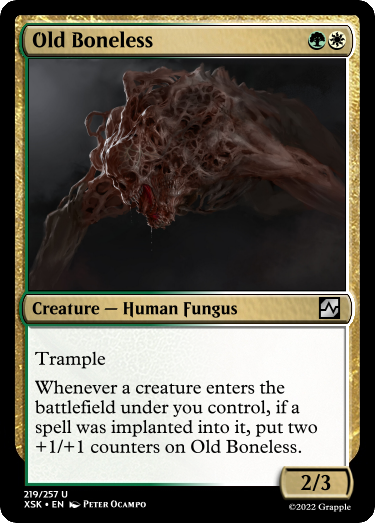 Old Boneless
Creature — Human Fungus
Trample
Whenever a creature enters the
battlefield under you control, if a
spell was implanted into it, put two
+1/+1 counters on Old Boneless.
2/3
219/257 U
XSK • EN Peter Ocampo
©2022 Grapple